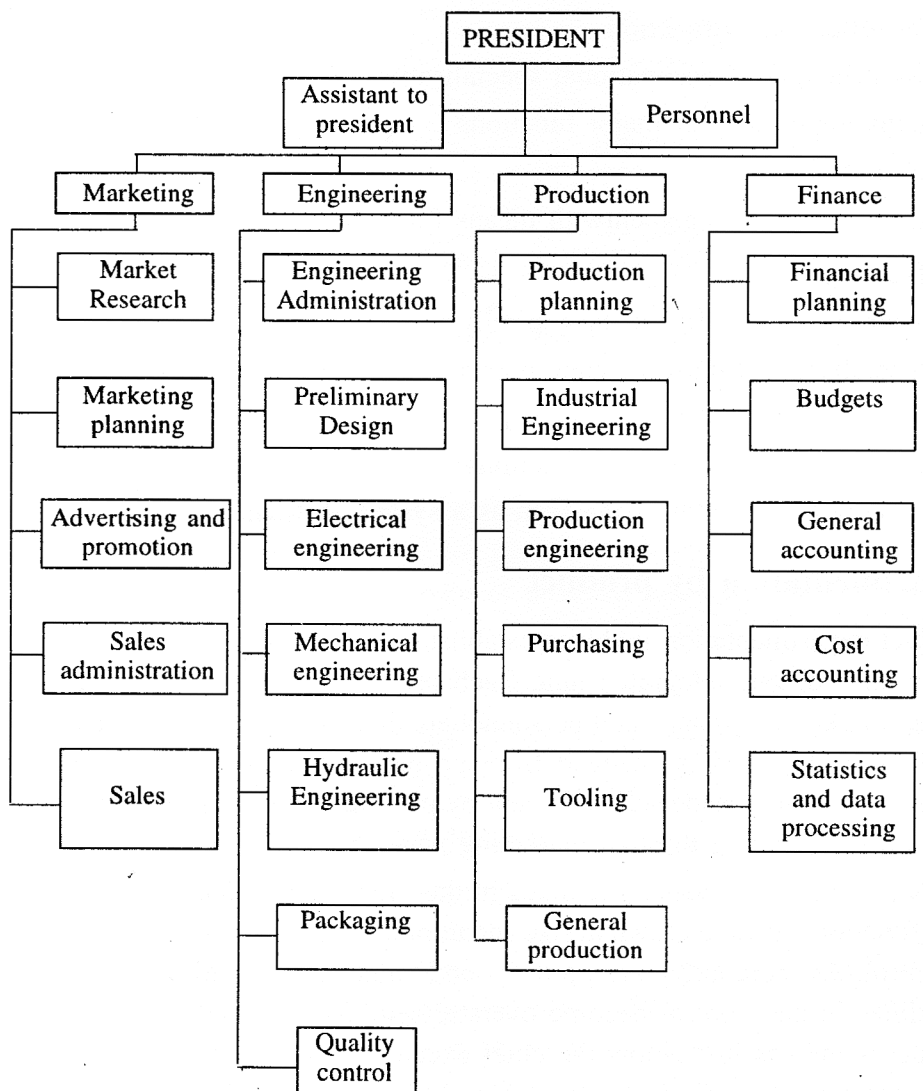 PRESIDENT
Assistant to
president
Personnel
Marketing
Engineering
Production
Finance
Market
Research
Marketing
planning
Advertising and
promotion
Sales
administration
Sales
Engineering
Administration
Preliminary
Design
Electrical
engineering
Mechanical
engineering
Hydraulic
Engineering
Packaging
Quality
control
Production
planning
Industrial
Engineering
Production
engineering
Purchasing
Tooling
General
production
Financial
planning
Budgets
General
accounting
Cost
accounting
Statistics
and data
processing